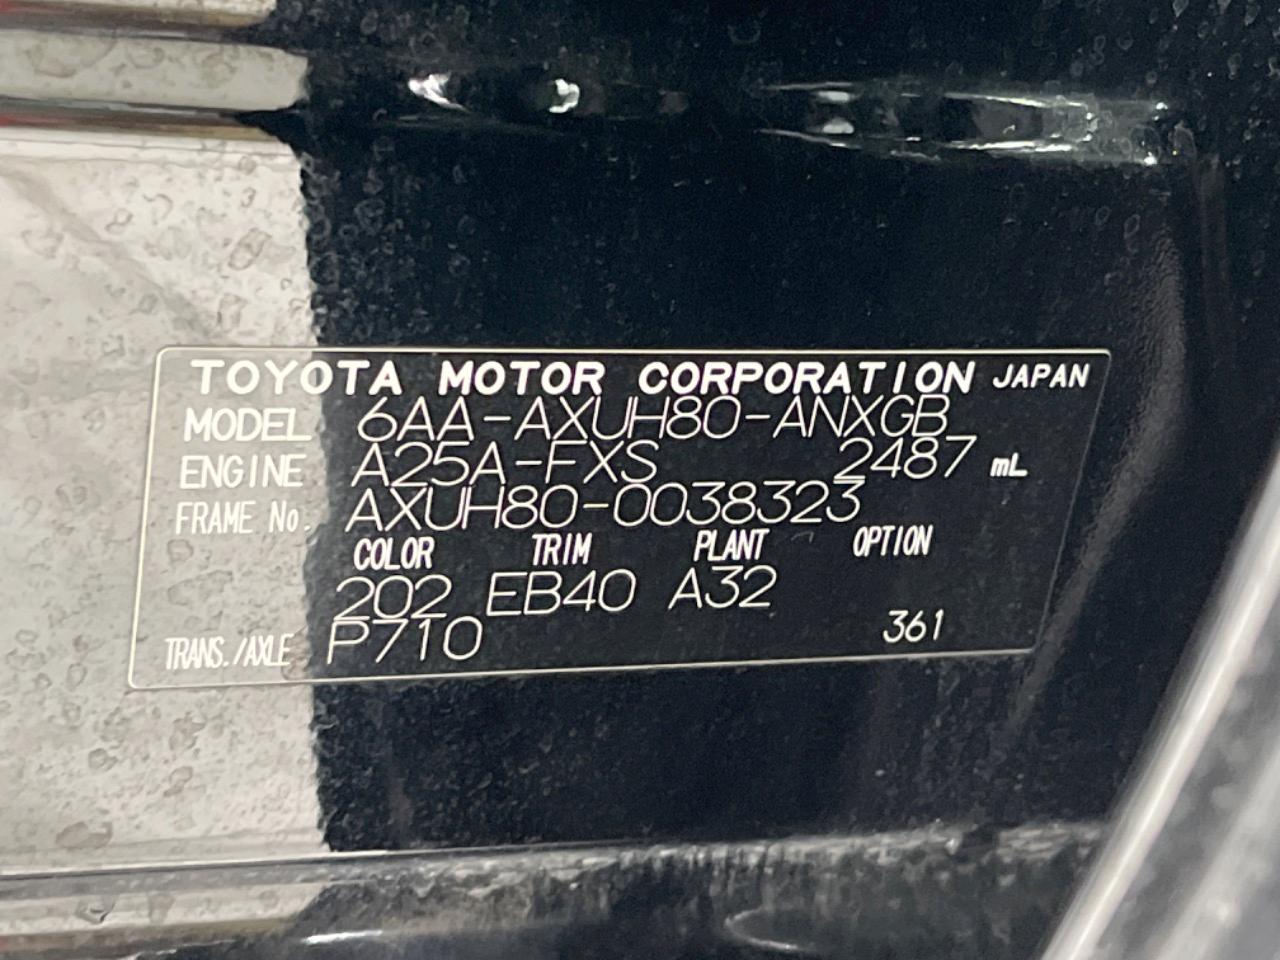 TOYOTA MOTOR CORPORATION JAPAN
MODEL 6AA-AXUH80-ANXGB
ENGINE A25A-FXS 2487 mL
FRAME No. AXUH80-0038323
COLOR TRIM PLANT OPTION
202 EB40 A32
TRANS./AXLE P710 361